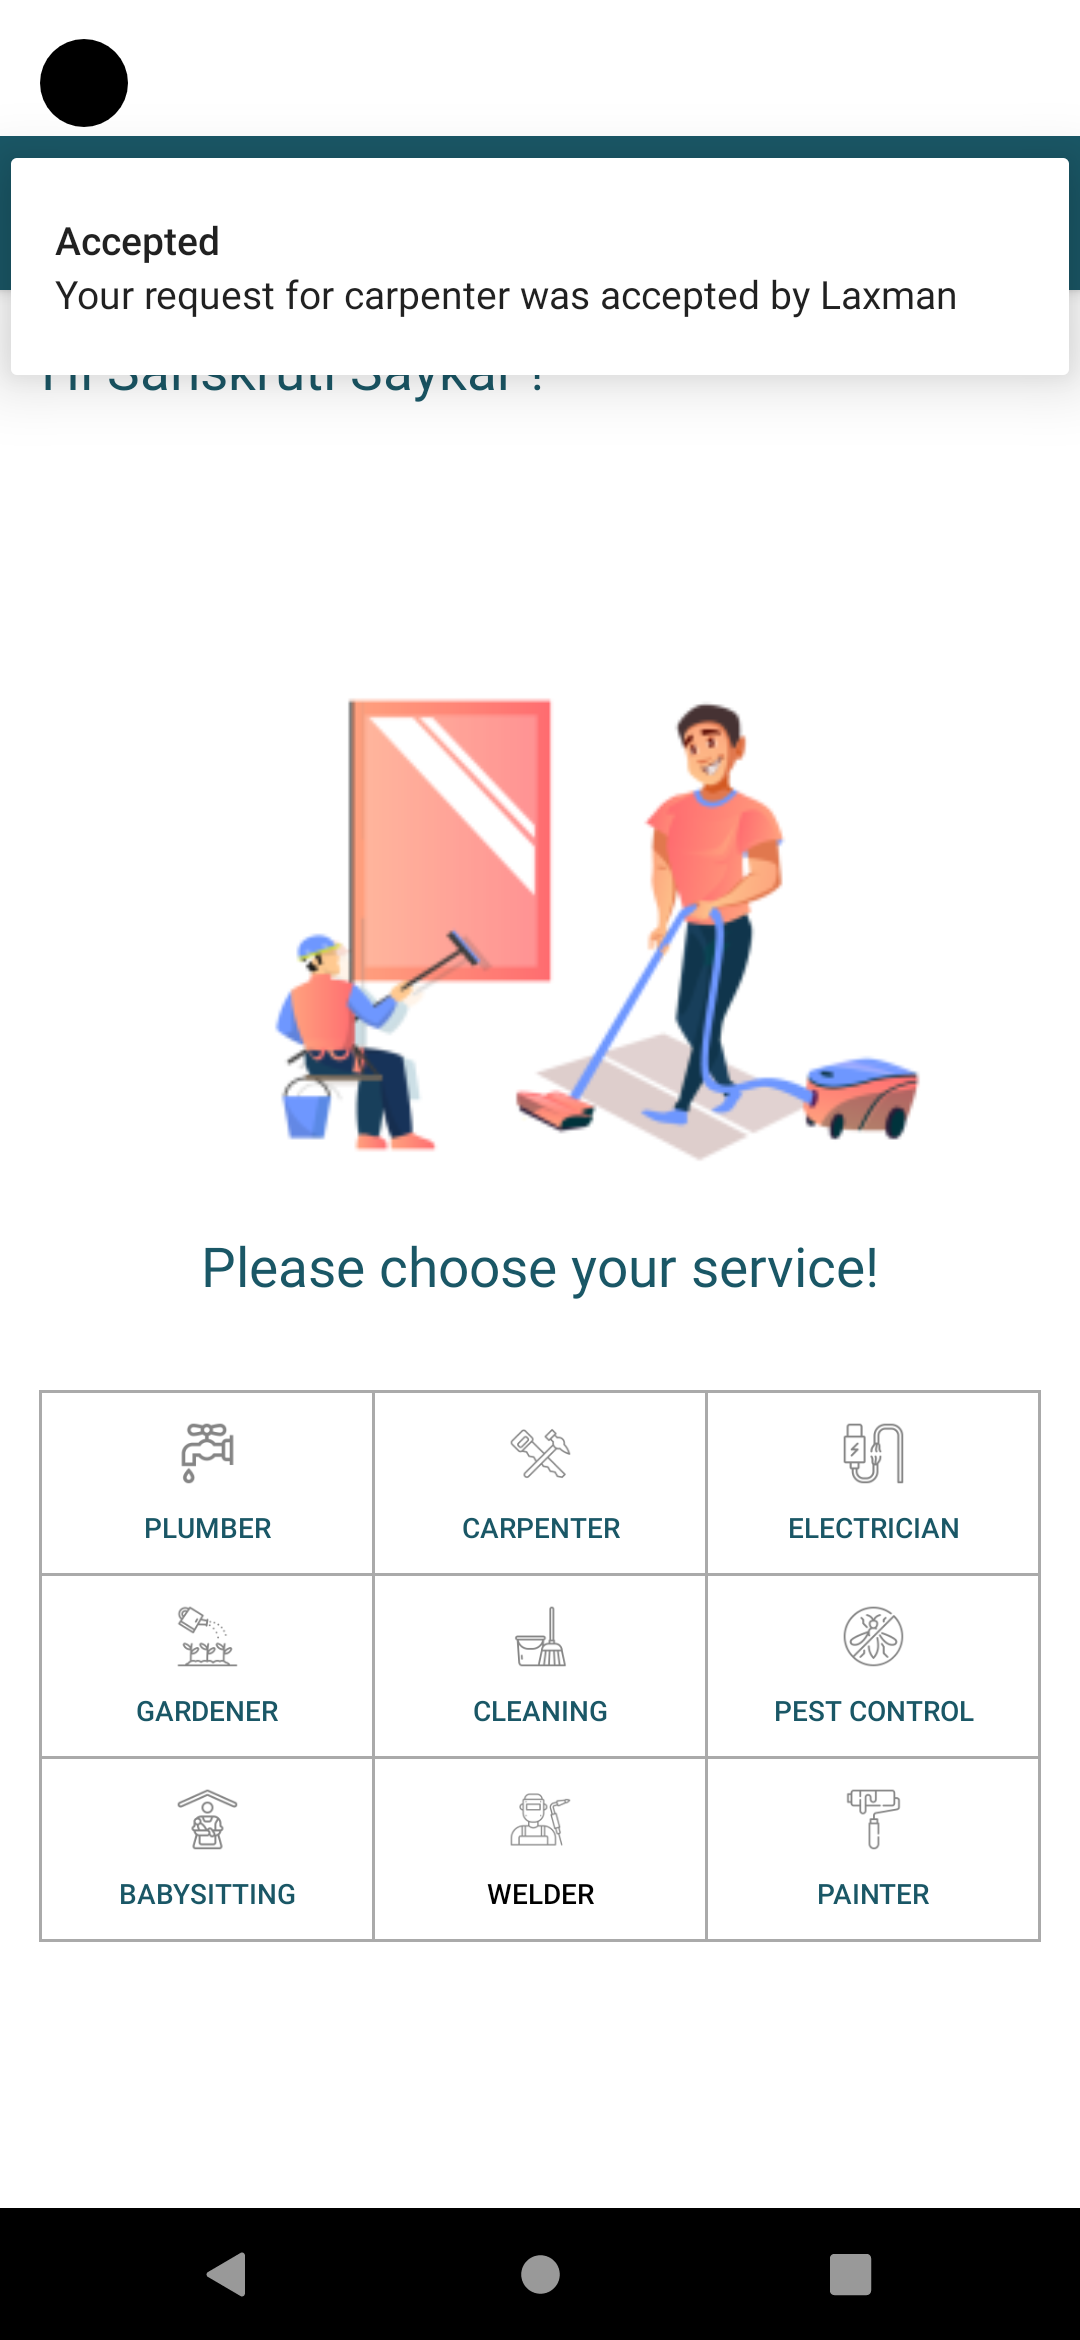 Accepted
Your request for carpenter was accepted by Laxman
Hi Sanskruti Saykar !
Please choose your service!
PLUMBER
CARPENTER
ELECTRICIAN
GARDENER
CLEANING
PEST CONTROL
BABYSITTING
WELDER
PAINTER